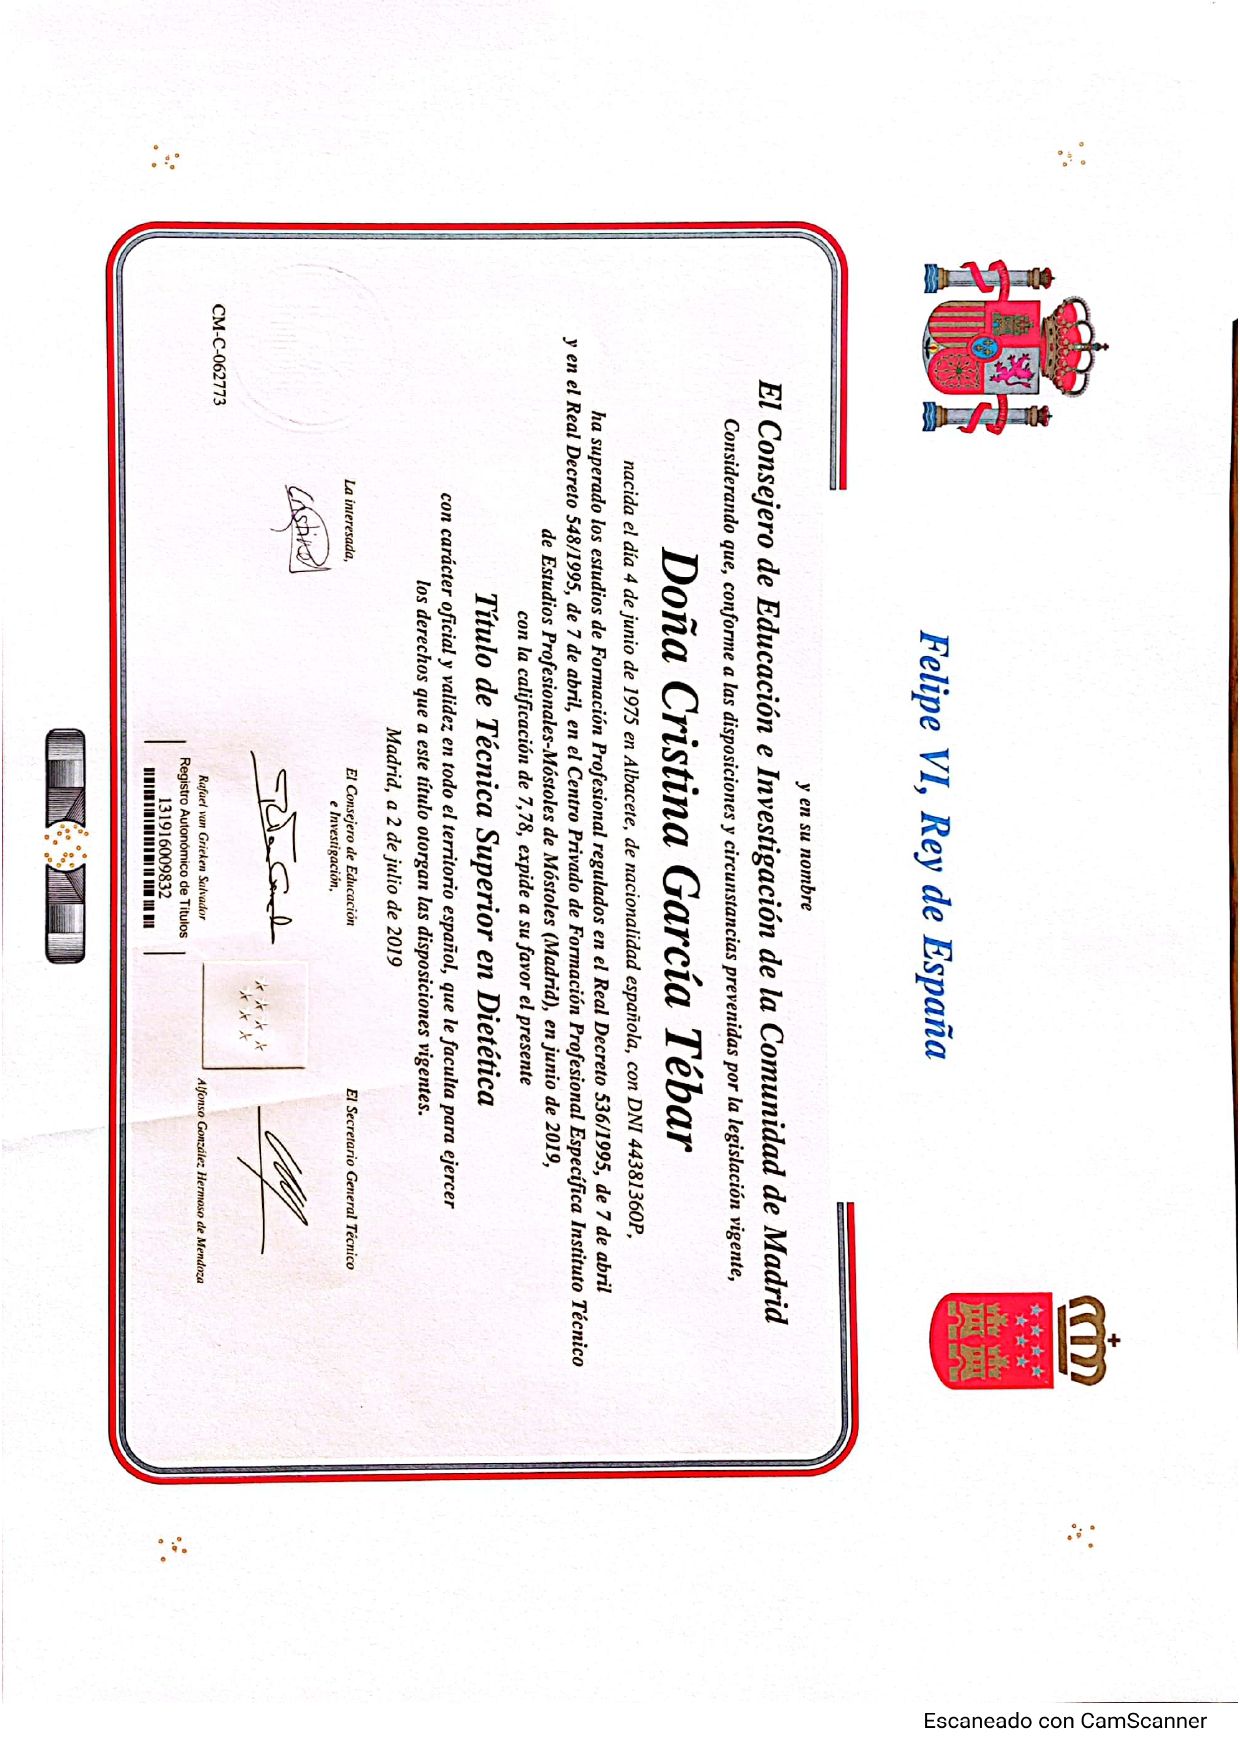 Felipe VI, Rey de España
y en su nombre
El Consejero de Educación e Investigación de la Comunidad de Madrid
Considerando que, conforme a las disposiciones y circunstancias prevenidas por la legislación vigente,
Doña Cristina García Tébar
nacida el día 4 de junio de 1975 en Albacete, de nacionalidad española, con DNI 44381360P,
ha superado los estudios de Formación Profesional regulados en el Real Decreto 536/1995, de 7 de abril
y en el Real Decreto 548/1995, de 7 de abril, en el Centro Privado de Formación Profesional Específica Instituto Técnico
de Estudios Profesionales-Móstoles de Móstoles (Madrid), en junio de 2019,
con la calificación de 7,78, expide a su favor el presente
Título de Técnica Superior en Dietética
con carácter oficial y validez en todo el territorio español, que le faculta para ejercer
los derechos que a este título otorgan las disposiciones vigentes.
Madrid, a 2 de julio de 2019
La interesada,
Cristina
El Consejero de Educación
e Investigación,
El Secretario General Técnico
Rafael van Grieken Salvador
Alfonso González Hermoso de Mendoza
CM-C-062773
Registro Autonómico de Títulos
131916009832
Escaneado con CamScanner